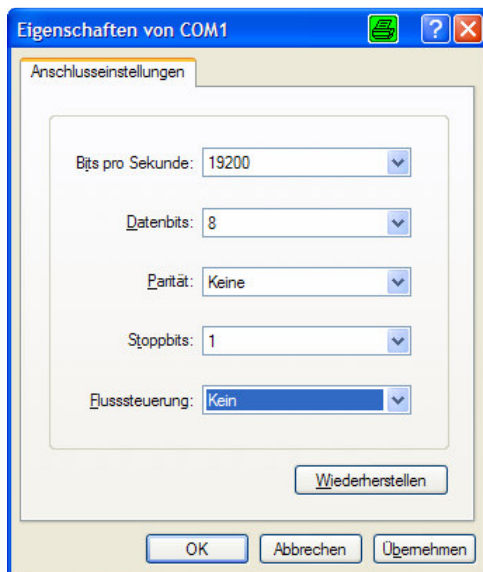 Eigenschaften von COM1
Anschlusseinstellungen
Bits pro Sekunde: 19200
Datenbits: 8
Parität: Keine
Stoppbits: 1
Flusssteuerung: Kein
Wiederherstellen
OK Abbrechen Übernehmen